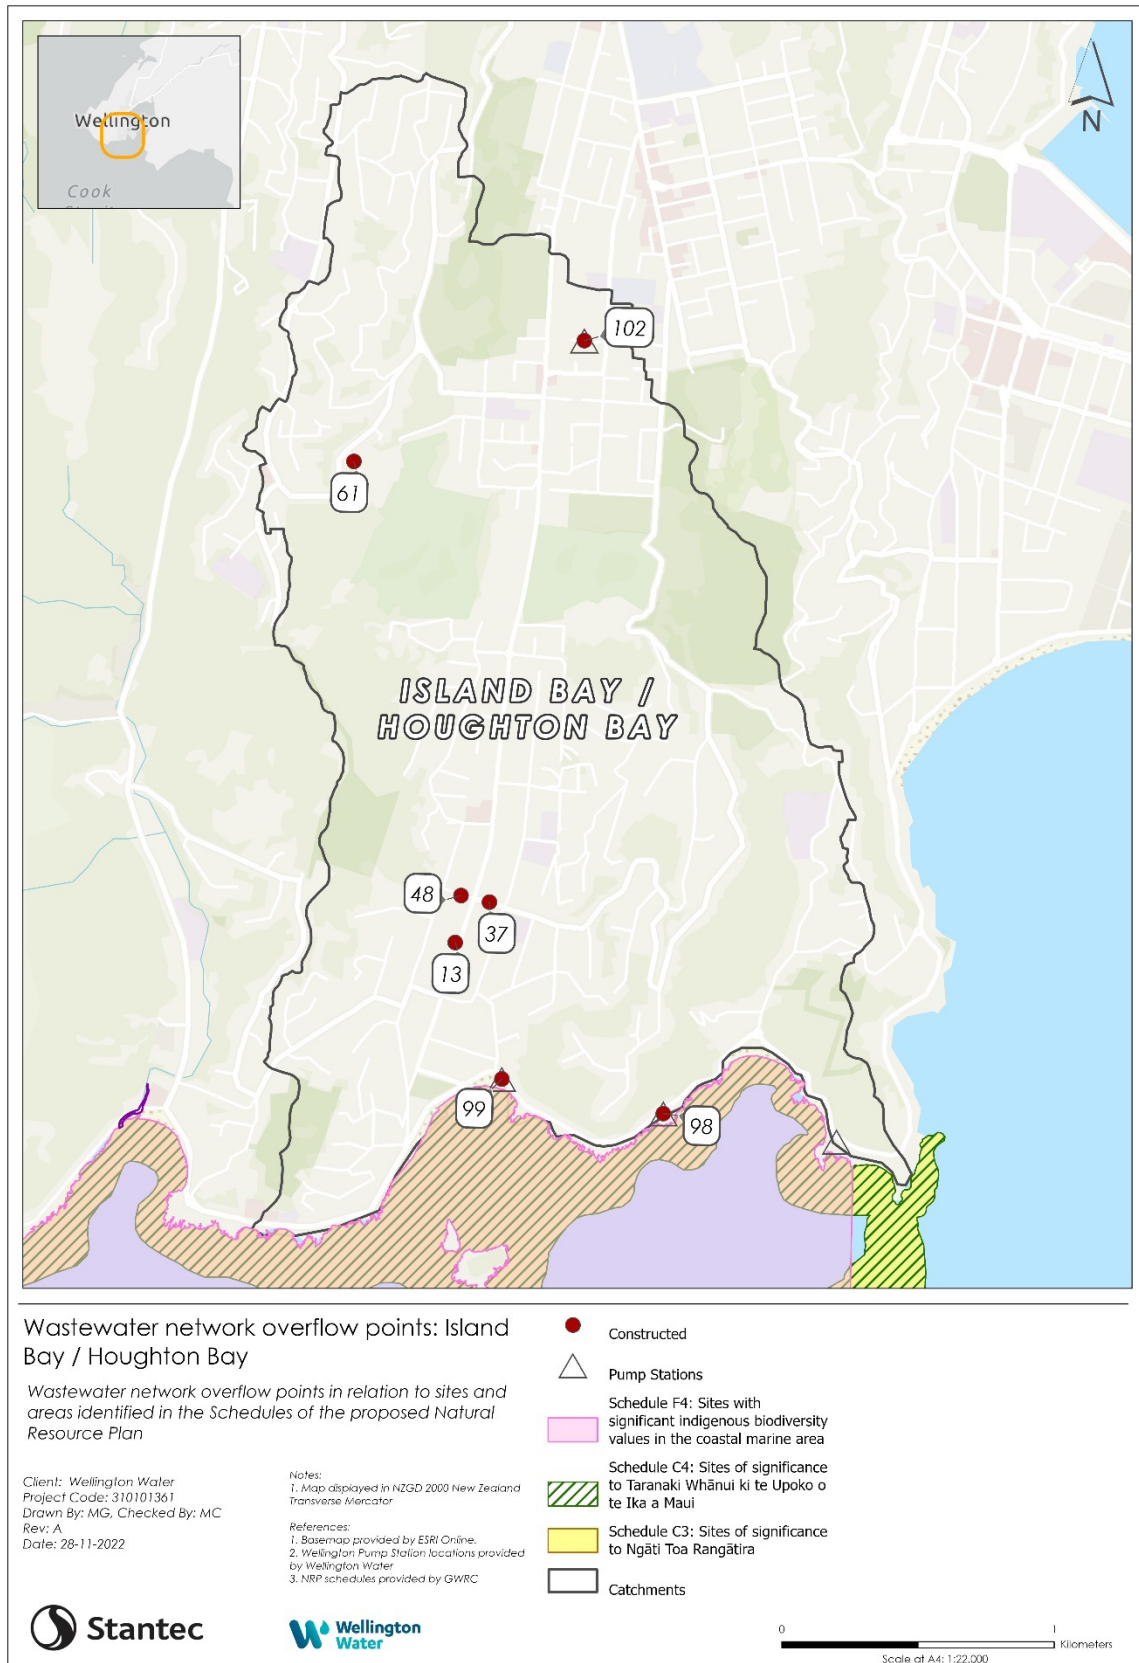 Wellington
Cook
N
102
61
ISLAND BAY /
HOUGHTON BAY
48
37
13
99
98
Wastewater network overflow points: Island
Bay / Houghton Bay
Wastewater network overflow points in relation to sites and
areas identified in the Schedules of the proposed Natural
Resource Plan
Client: Wellington Water
Project Code: 310101361
Drawn By: MG, Checked By: MC
Rev: A
Date: 28-11-2022
Notes:
1. Map displayed in NZGD 2000 New Zealand
Transverse Mercator
References:
1. Basemap provided by ESRI Online.
2. Wellington Pump Station locations provided
by Wellington Water
3. NRP schedules provided by GWRC
Constructed
Pump Stations
Schedule F4: Sites with
significant indigenous biodiversity
values in the coastal marine area
Schedule C4: Sites of significance
to Taranaki Whānui ki te Upoko o
te Ika a Maui
Schedule C3: Sites of significance
to Ngāti Toa Rangātira
Catchments
Stantec
Wellington
Water
0 1
Kilometers
Scale at A4: 1:22,000